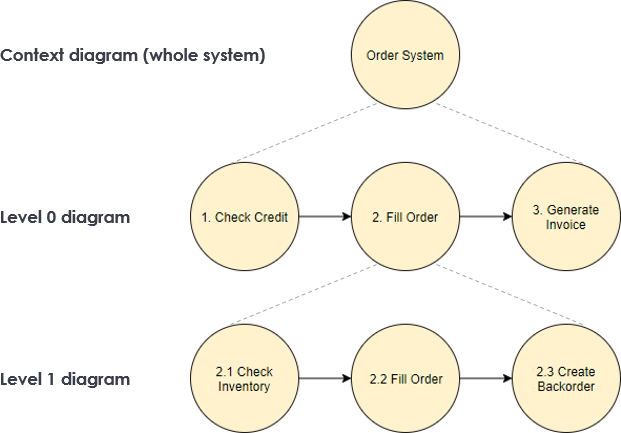 Context diagram (whole system)
Order System
Level 0 diagram
1. Check Credit
2. Fill Order
3. Generate
Invoice
Level 1 diagram
2.1 Check
Inventory
2.2 Fill Order
2.3 Create
Backorder